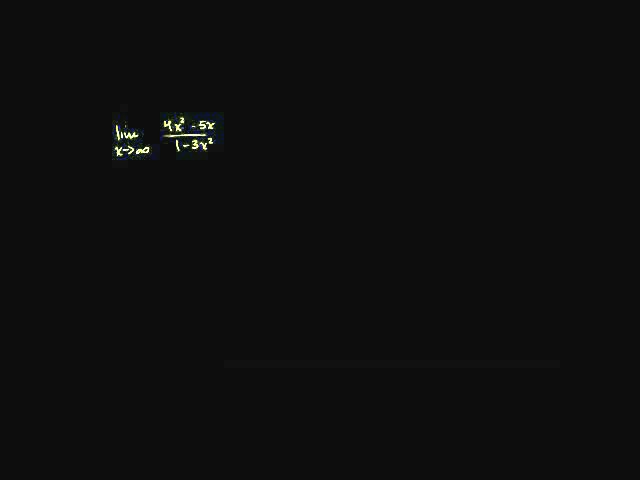 lim 4x² - 5x
x→∞ 1 - 3x²